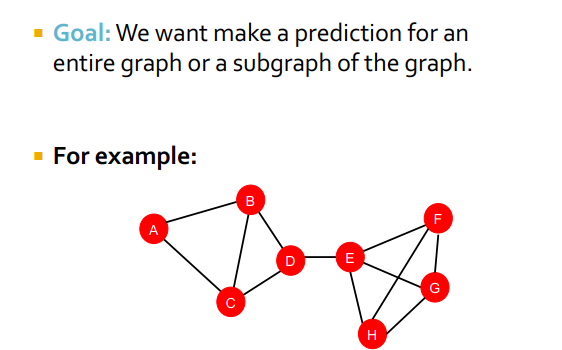 Goal: We want make a prediction for an
entire graph or a subgraph of the graph.
For example:
B
A
F
D
E
G
C
H